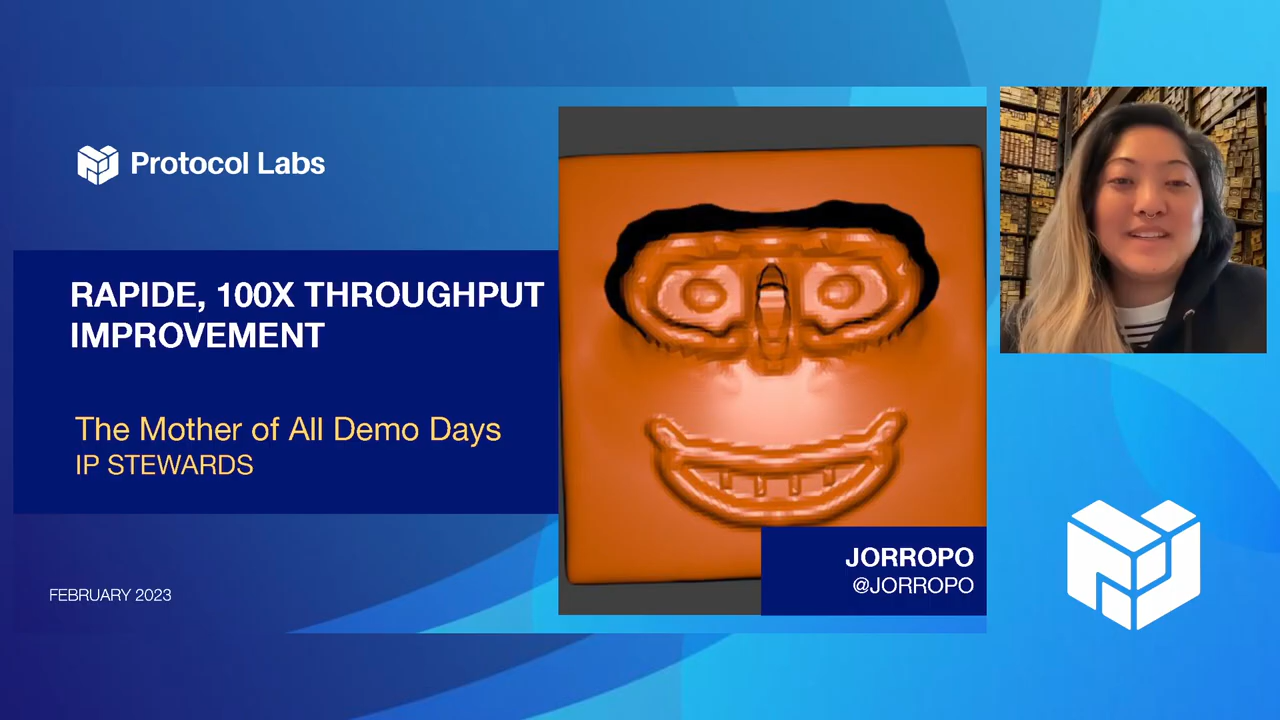 Protocol Labs
RAPIDE, 100X THROUGHPUT
IMPROVEMENT
The Mother of All Demo Days
IP STEWARDS
JORROPO
@JORROPO
FEBRUARY 2023